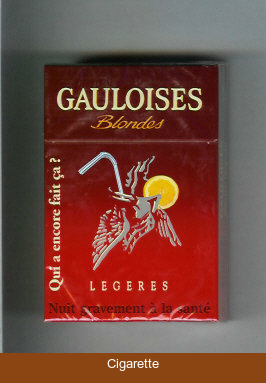 GAULOISES
Blondes
Qui a encore fait ça ?
LEGERES
Nuit gravement à la santé
Cigarette